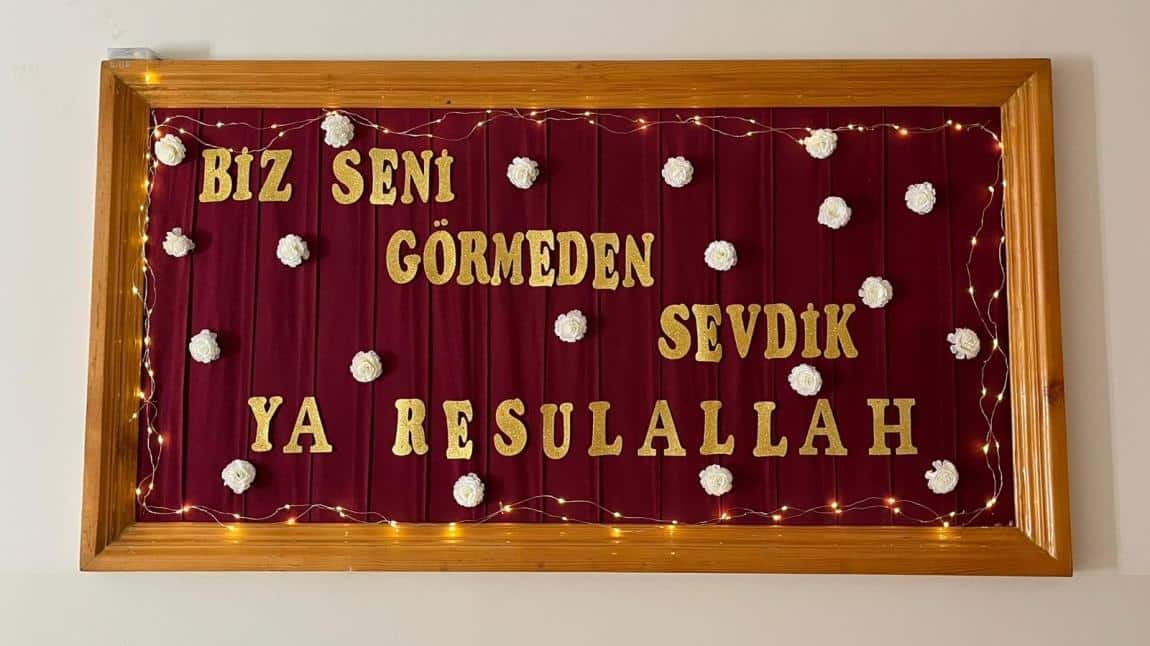 BİZ SENİ
GÖRMEDEN
SEVDİK
YA RESULALLAH